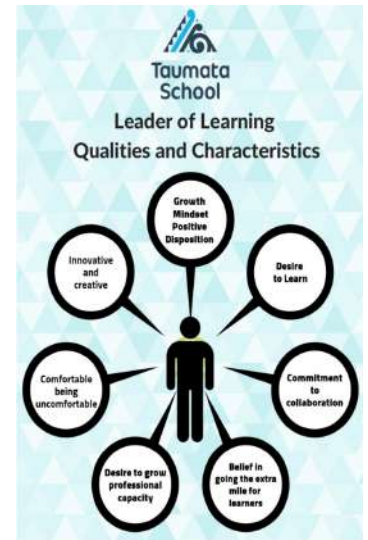 Taumata
School
Leader of Learning
Qualities and Characteristics
Growth
Mindset
Positive
Disposition
Innovative
and
creative
Desire
to Learn
Comfortable
being
uncomfortable
Commitment
to
collaboration
Desire to grow
professional
capacity
Belief in
going the extra
mile for
learners